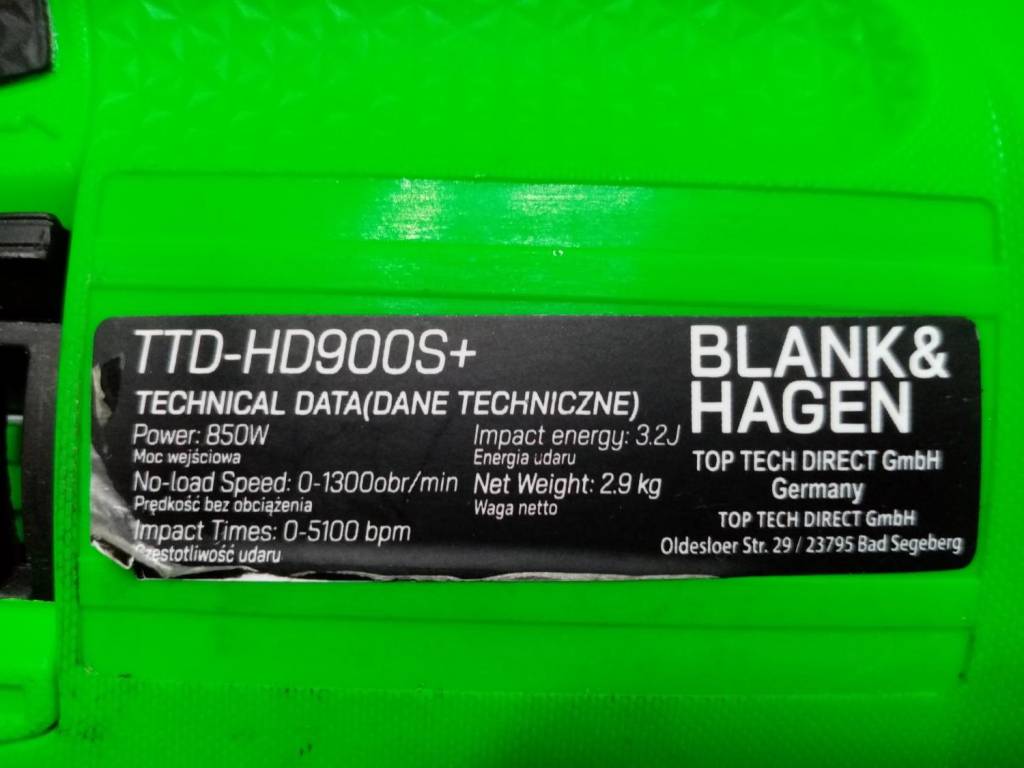 TTD-HD900S+
TECHNICAL DATA(DANE TECHNICZNE)
Power: 850W
Moc wejściowa
No-load Speed: 0-1300obr/min
Prędkość bez obciążenia
Impact Times: 0-5100 bpm
Częstotliwość udaru
Impact energy: 3.2J
Energia udaru
Net Weight: 2.9 kg
Waga netto
BLANK&
HAGEN
TOP TECH DIRECT GmbH
Germany
TOP TECH DIRECT GmbH
Oldesloer Str. 29 / 23795 Bad Segeberg